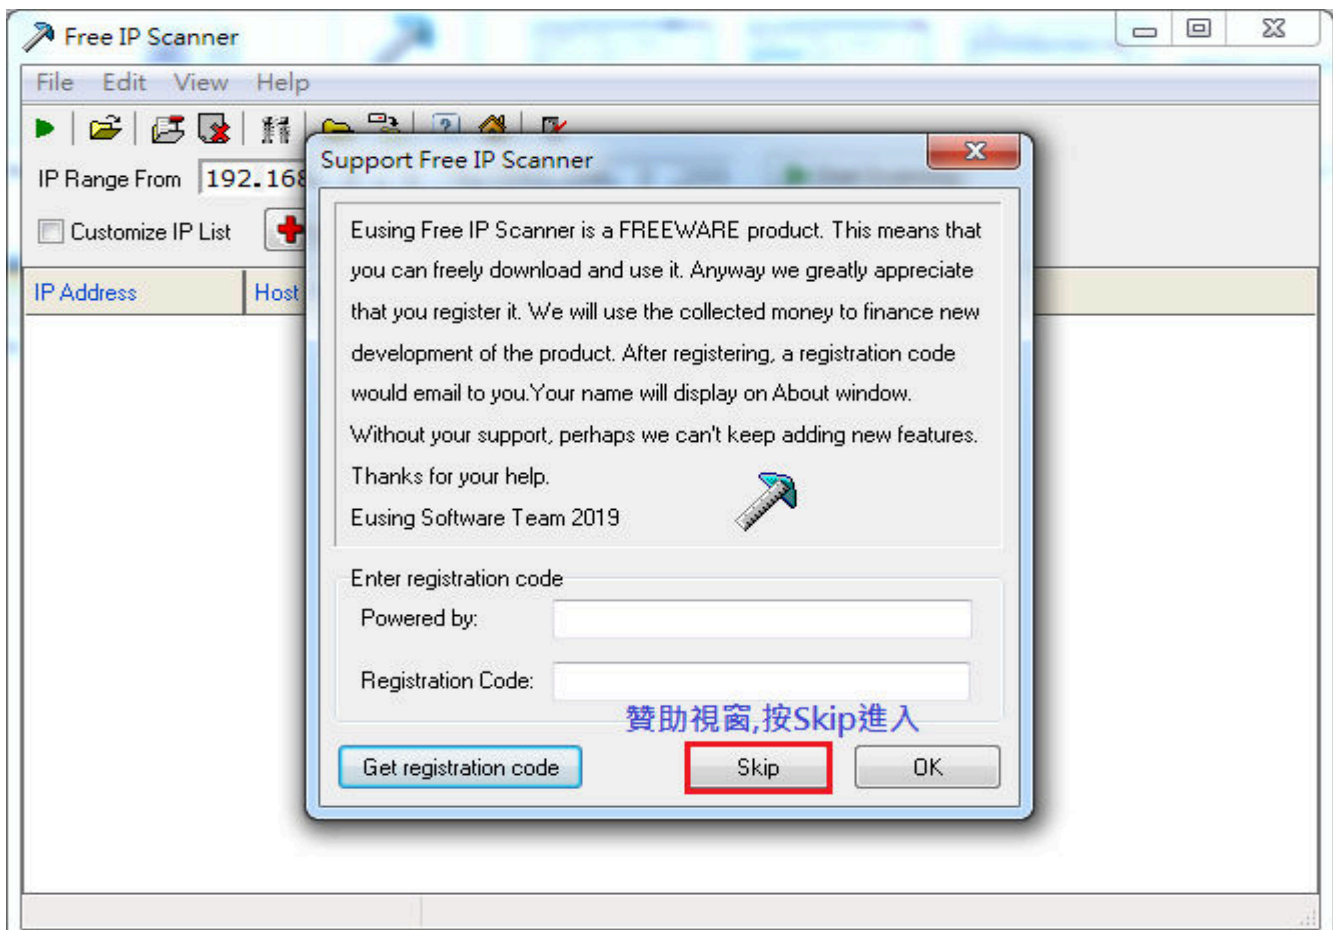 Free IP Scanner
File Edit View Help
IP Range From 192.168
Customize IP List
IP Address Host
Support Free IP Scanner
Eusing Free IP Scanner is a FREEWARE product. This means that
you can freely download and use it. Anyway we greatly appreciate
that you register it. We will use the collected money to finance new
development of the product. After registering, a registration code
would email to you.Your name will display on About window.
Without your support, perhaps we can't keep adding new features.
Thanks for your help.
Eusing Software Team 2019
Enter registration code
Powered by:
Registration Code:
贊助視窗,按Skip進入
Get registration code Skip OK